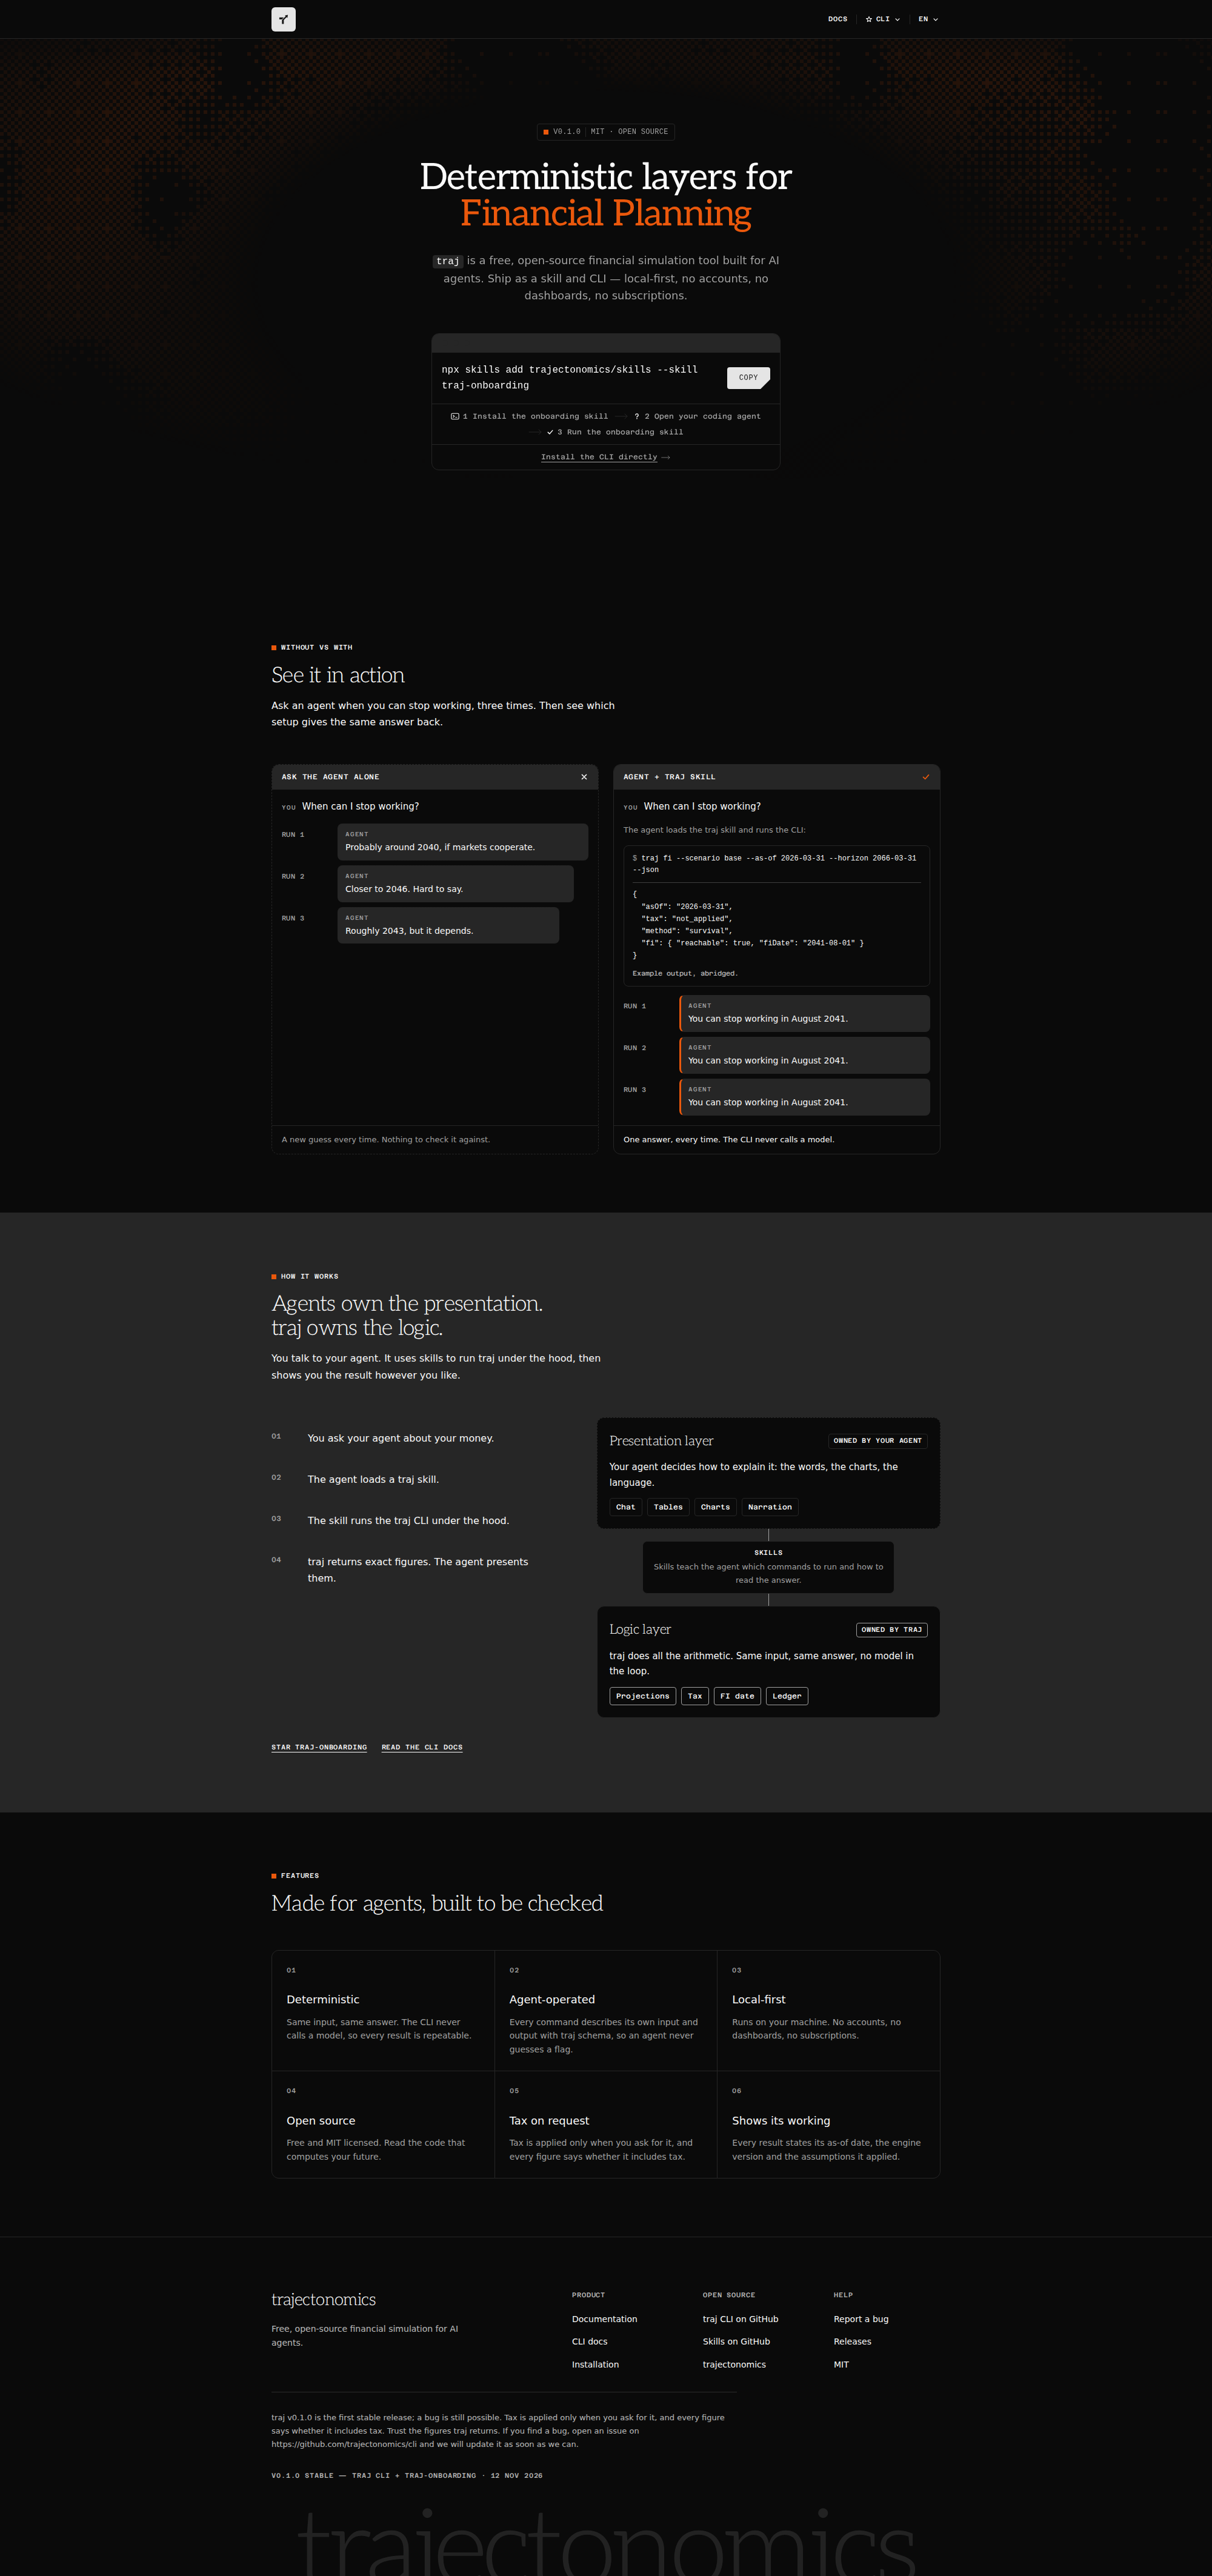 DOCS
CLI
EN
V0.1.0 MIT · OPEN SOURCE
Deterministic layers for
Financial Planning
traj is a free, open-source financial simulation tool built for AI
agents. Ship as a skill and CLI — local-first, no accounts, no
dashboards, no subscriptions.
npx skills add trajectonomics/skills --skill
traj-onboarding
COPY
1 Install the onboarding skill
? 2 Open your coding agent
3 Run the onboarding skill
Install the CLI directly
WITHOUT VS WITH
See it in action
Ask an agent when you can stop working, three times. Then see which
setup gives the same answer back.
ASK THE AGENT ALONE
YOU When can I stop working?
RUN 1
AGENT
Probably around 2040, if markets cooperate.
RUN 2
AGENT
Closer to 2046. Hard to say.
RUN 3
AGENT
Roughly 2043, but it depends.
A new guess every time. Nothing to check it against.
AGENT + TRAJ SKILL
YOU When can I stop working?
The agent loads the traj skill and runs the CLI:
$ traj fi --scenario base --as-of 2026-03-31 --horizon 2066-03-31
--json
{
"asOf": "2026-03-31",
"tax": "not_applied",
"method": "survival",
"fi": { "reachable": true, "fiDate": "2041-08-01" }
}
Example output, abridged.
RUN 1
AGENT
You can stop working in August 2041.
RUN 2
AGENT
You can stop working in August 2041.
RUN 3
AGENT
You can stop working in August 2041.
One answer, every time. The CLI never calls a model.
HOW IT WORKS
Agents own the presentation.
traj owns the logic.
You talk to your agent. It uses skills to run traj under the hood, then
shows you the result however you like.
01 You ask your agent about your money.
02 The agent loads a traj skill.
03 The skill runs the traj CLI under the hood.
04 traj returns exact figures. The agent presents
them.
Presentation layer
OWNED BY YOUR AGENT
Your agent decides how to explain it: the words, the charts, the
language.
Chat
Tables
Charts
Narration
SKILLS
Skills teach the agent which commands to run and how to
read the answer.
Logic layer
OWNED BY TRAJ
traj does all the arithmetic. Same input, same answer, no model in
the loop.
Projections
Tax
FI date
Ledger
STAR TRAJ-ONBOARDING
READ THE CLI DOCS
FEATURES
Made for agents, built to be checked
01
Deterministic
Same input, same answer. The CLI never
calls a model, so every result is repeatable.
02
Agent-operated
Every command describes its own input and
output with traj schema, so an agent never
guesses a flag.
03
Local-first
Runs on your machine. No accounts, no
dashboards, no subscriptions.
04
Open source
Free and MIT licensed. Read the code that
computes your future.
05
Tax on request
Tax is applied only when you ask for it, and
every figure says whether it includes tax.
06
Shows its working
Every result states its as-of date, the engine
version and the assumptions it applied.
trajectonomics
Free, open-source financial simulation for AI
agents.
PRODUCT
Documentation
CLI docs
Installation
OPEN SOURCE
traj CLI on GitHub
Skills on GitHub
trajectonomics
HELP
Report a bug
Releases
MIT
traj v0.1.0 is the first stable release; a bug is still possible. Tax is applied only when you ask for it, and every figure
says whether it includes tax. Trust the figures traj returns. If you find a bug, open an issue on
https://github.com/trajectonomics/cli and we will update it as soon as we can.
V0.1.0 STABLE — TRAJ CLI + TRAJ-ONBOARDING · 12 NOV 2026
trajectonomics